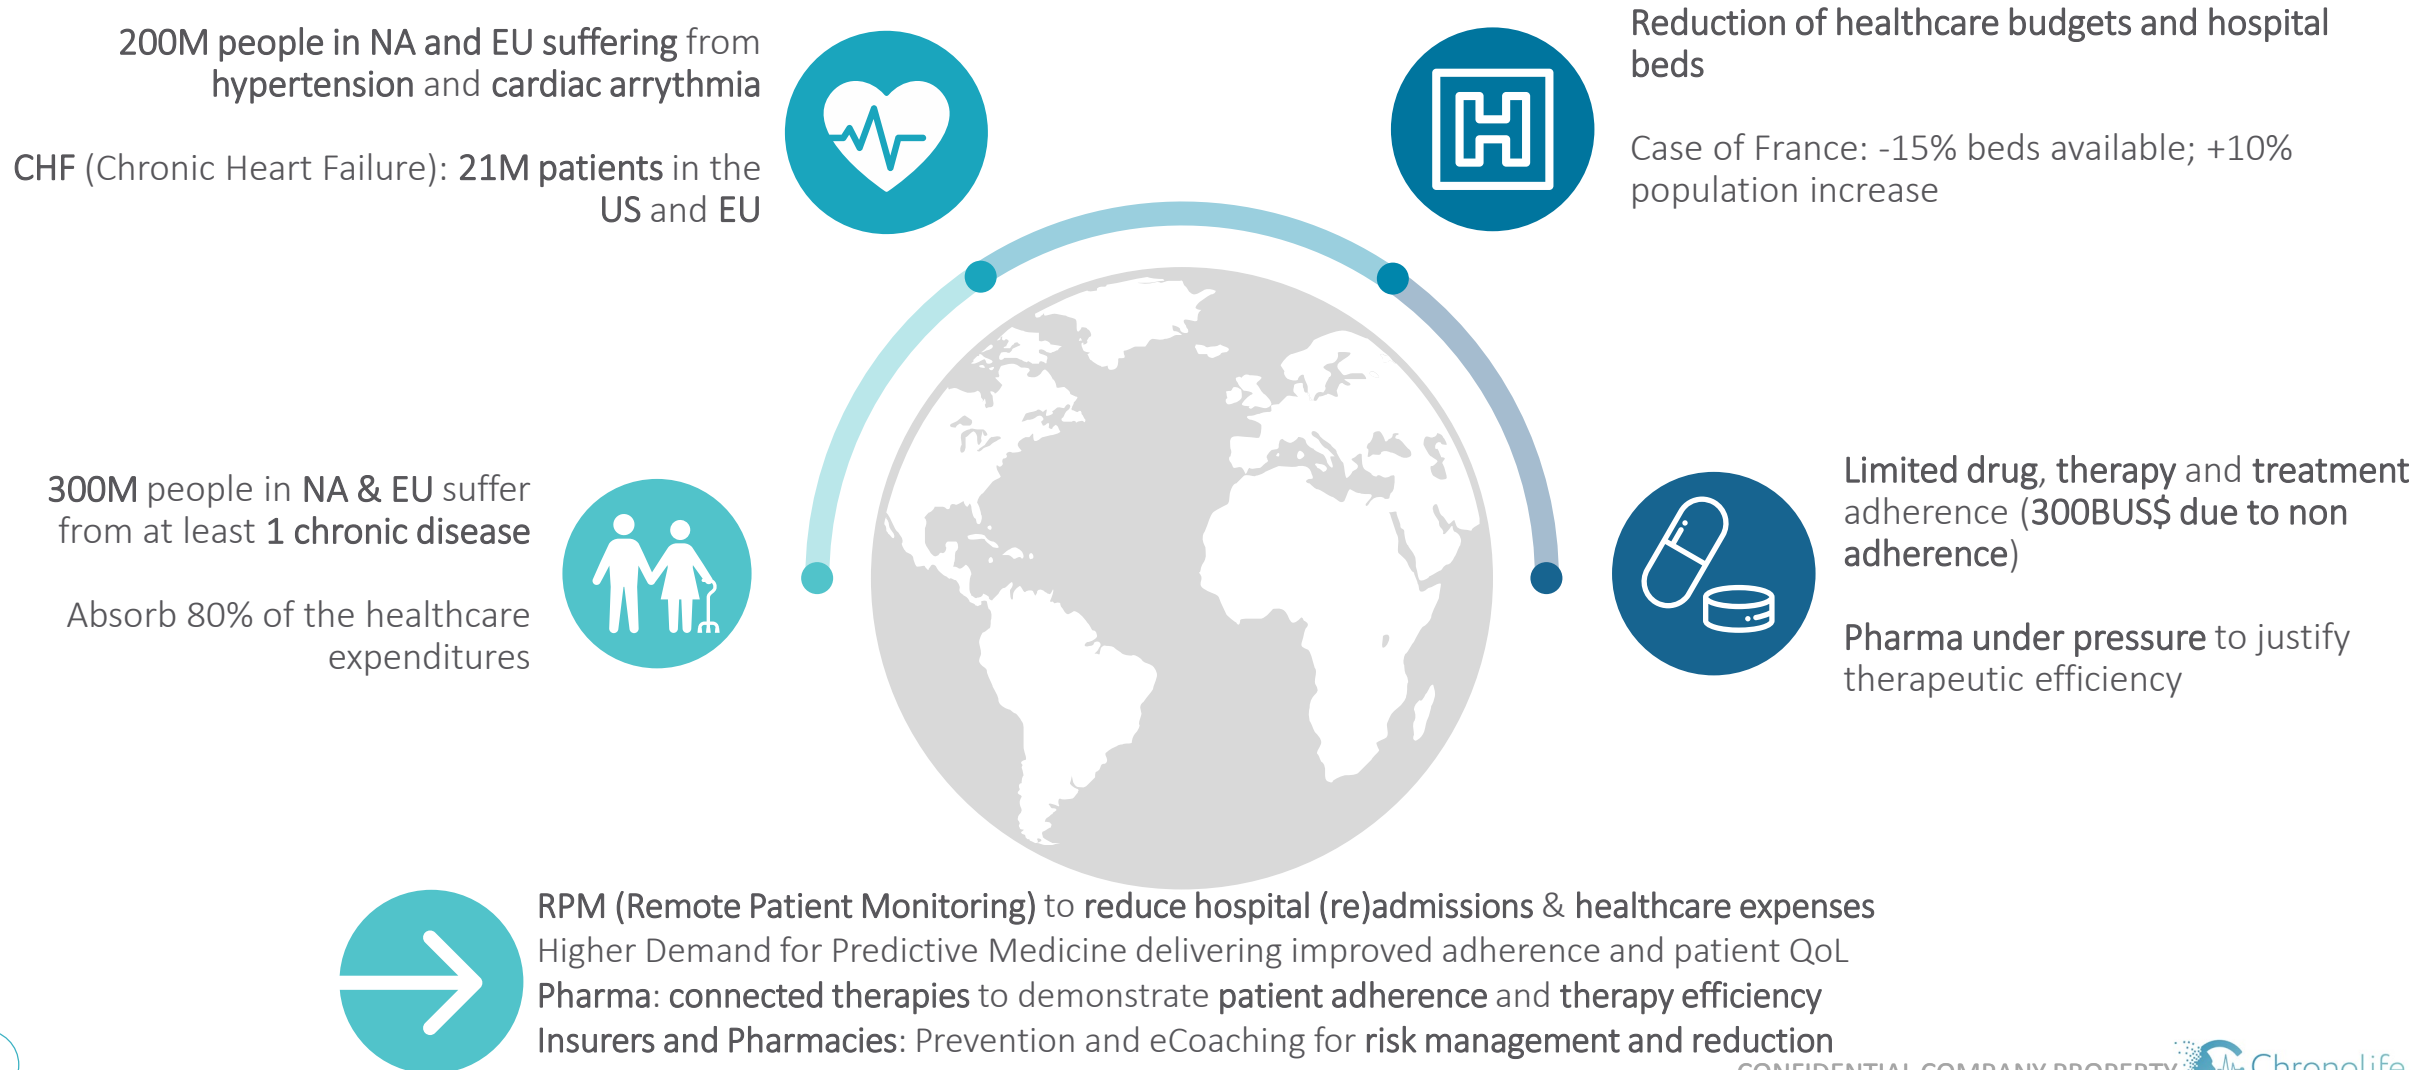 200M people in NA and EU suffering from
hypertension and cardiac arrythmia
CHF (Chronic Heart Failure): 21M patients in the
US and EU
Reduction of healthcare budgets and hospital
beds
Case of France: -15% beds available; +10%
population increase
300M people in NA & EU suffer
from at least 1 chronic disease
Absorb 80% of the healthcare
expenditures
Limited drug, therapy and treatment
adherence (300BUS$ due to non
adherence)
Pharma under pressure to justify
therapeutic efficiency
RPM (Remote Patient Monitoring) to reduce hospital (re)admissions & healthcare expenses
Higher Demand for Predictive Medicine delivering improved adherence and patient QoL
Pharma: connected therapies to demonstrate patient adherence and therapy efficiency
Insurers and Pharmacies: Prevention and eCoaching for risk management and reduction
CONFIDENTIAL COMPANY PROPERTY
Chronolife